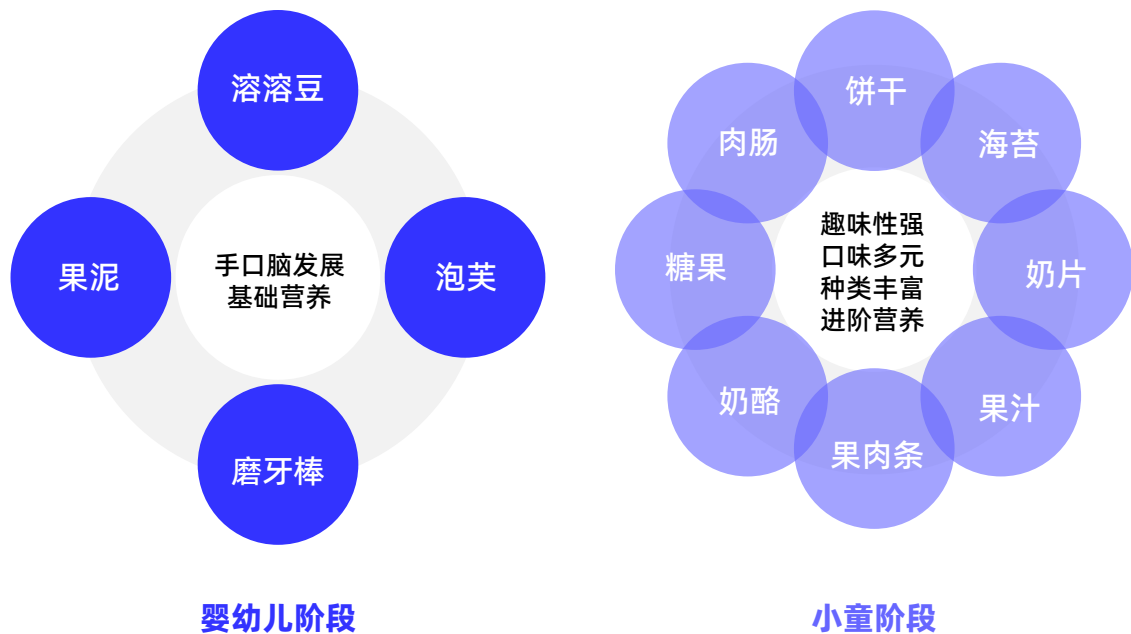 溶溶豆
果泥
手口脑发展
基础营养
泡芙
磨牙棒
婴幼儿阶段
饼干
肉肠
海苔
糖果
趣味性强
口味多元
种类丰富
进阶营养
奶片
奶酪
果汁
果肉条
小童阶段